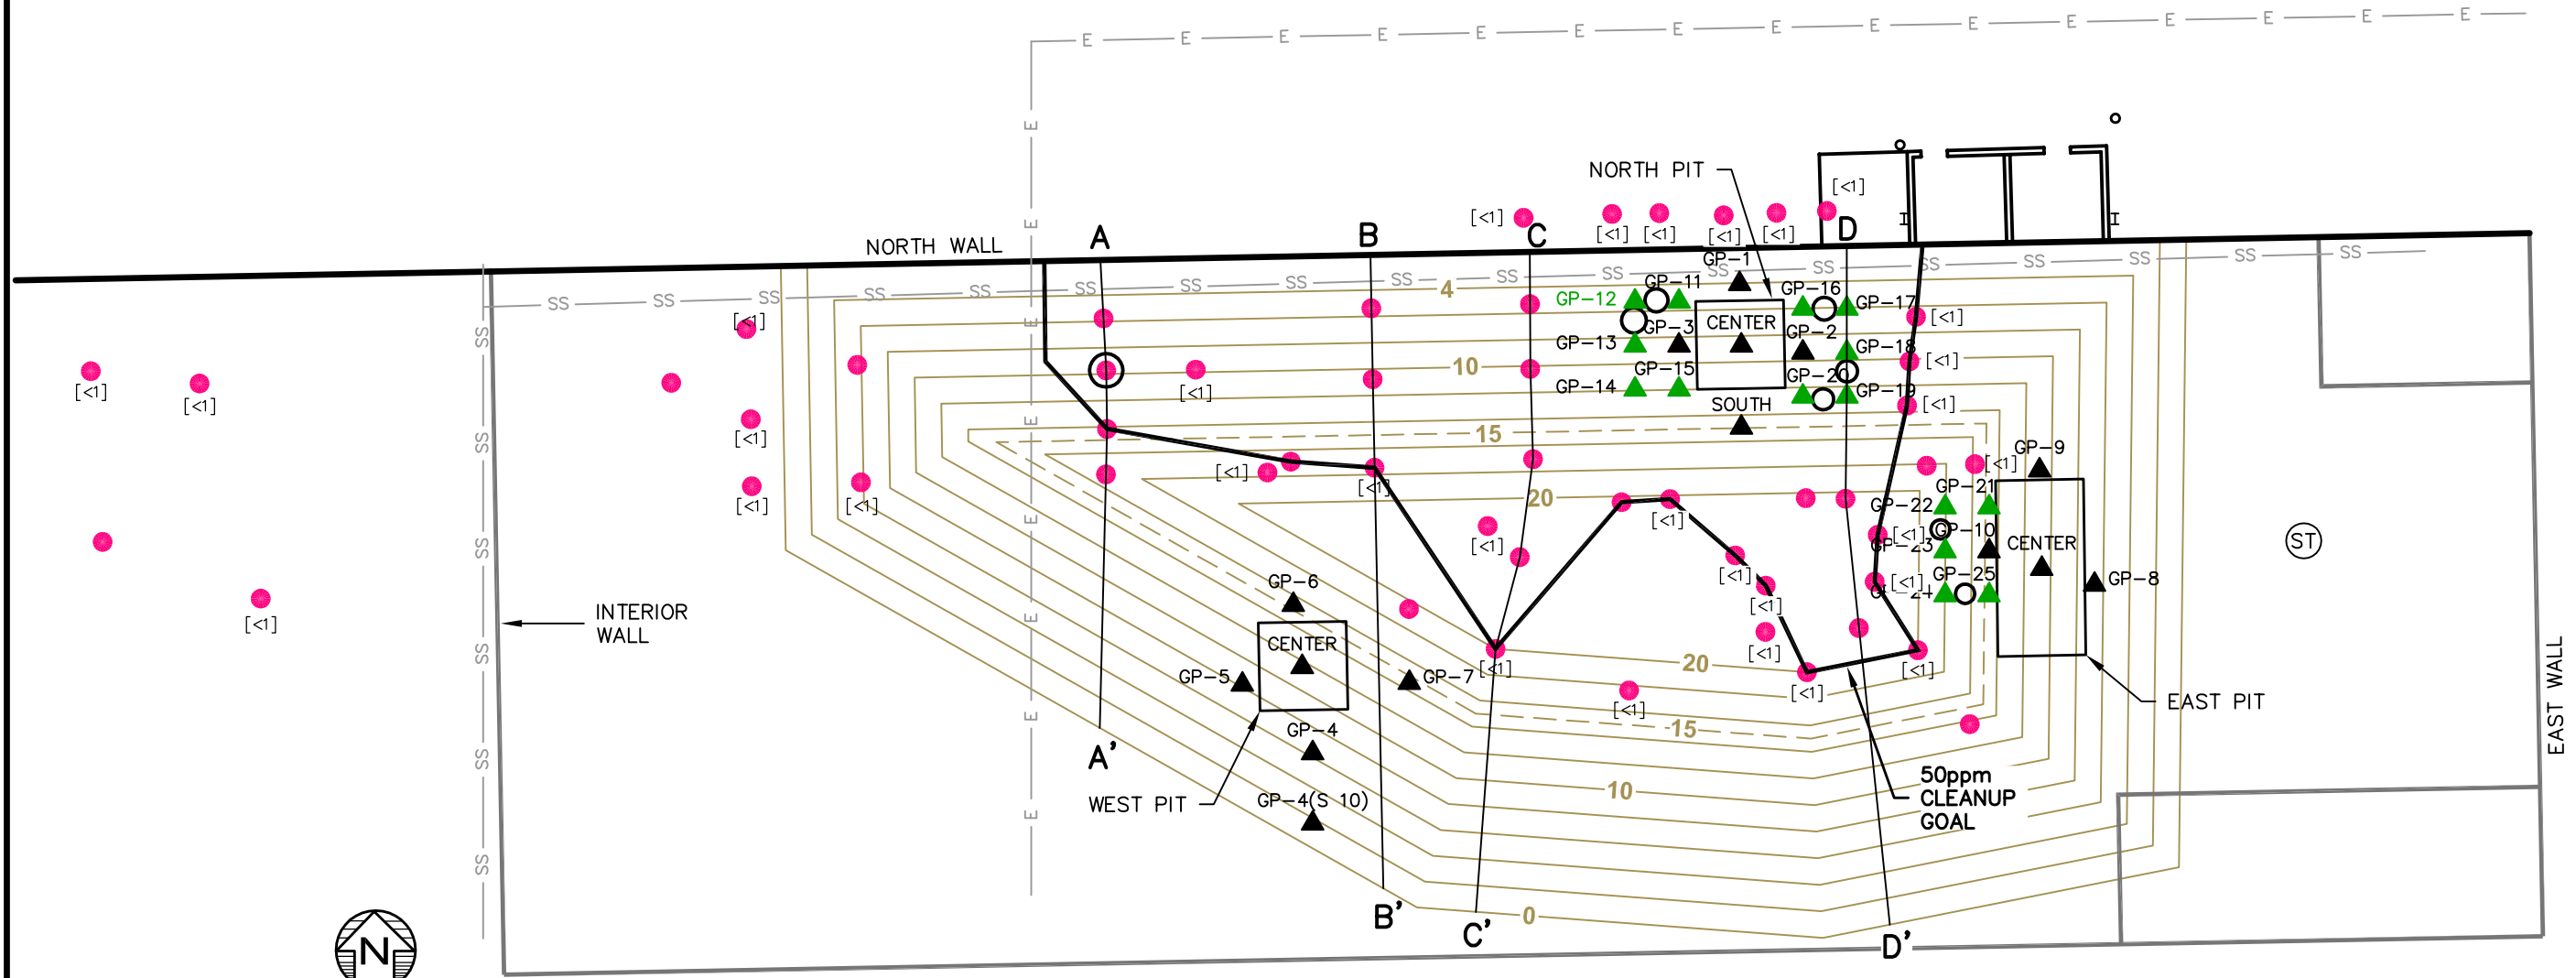 E E E E E E E E E E E E E E E
E
NORTH PIT
[<1]
[<1]
[<1] [<1] [<1] [<1]
I I
NORTH WALL
A B C D
E
SS SS SS SS SS SS SS SS SS SS SS SS SS SS SS SS SS SS
4
GP-1
GP-11
GP-12
GP-16
GP-17
[<1]
[<1]
E
SS
GP-3
CENTER
GP-2
GP-13
GP-18
[<1]
10
GP-15
GP-14
GP-20
GP-19
[<1]
[<1] [<1] [<1]
SOUTH
[<1]
E
SS
15
GP-9
[<1]
[<1]
[<1]
[<1]
[<1]
[<1]
20
GP-21
GP-22
[<1]
E
SS
[<1]
GP-10
[<1]
GP-23
CENTER
ST
[<1]
GP-6
[<1]
GP-25
GP-8
E
[<1]
INTERIOR
WALL
CENTER
[<1]
SS
[<1]
20
[<1]
GP-5
GP-7
[<1]
[<1]
EAST PIT
EAST WALL
E
15
GP-4
A'
SS
10
50ppm
CLEANUP
GOAL
WEST PIT
GP-4(S 10)
E
SS
B'
0
C'
D'
N